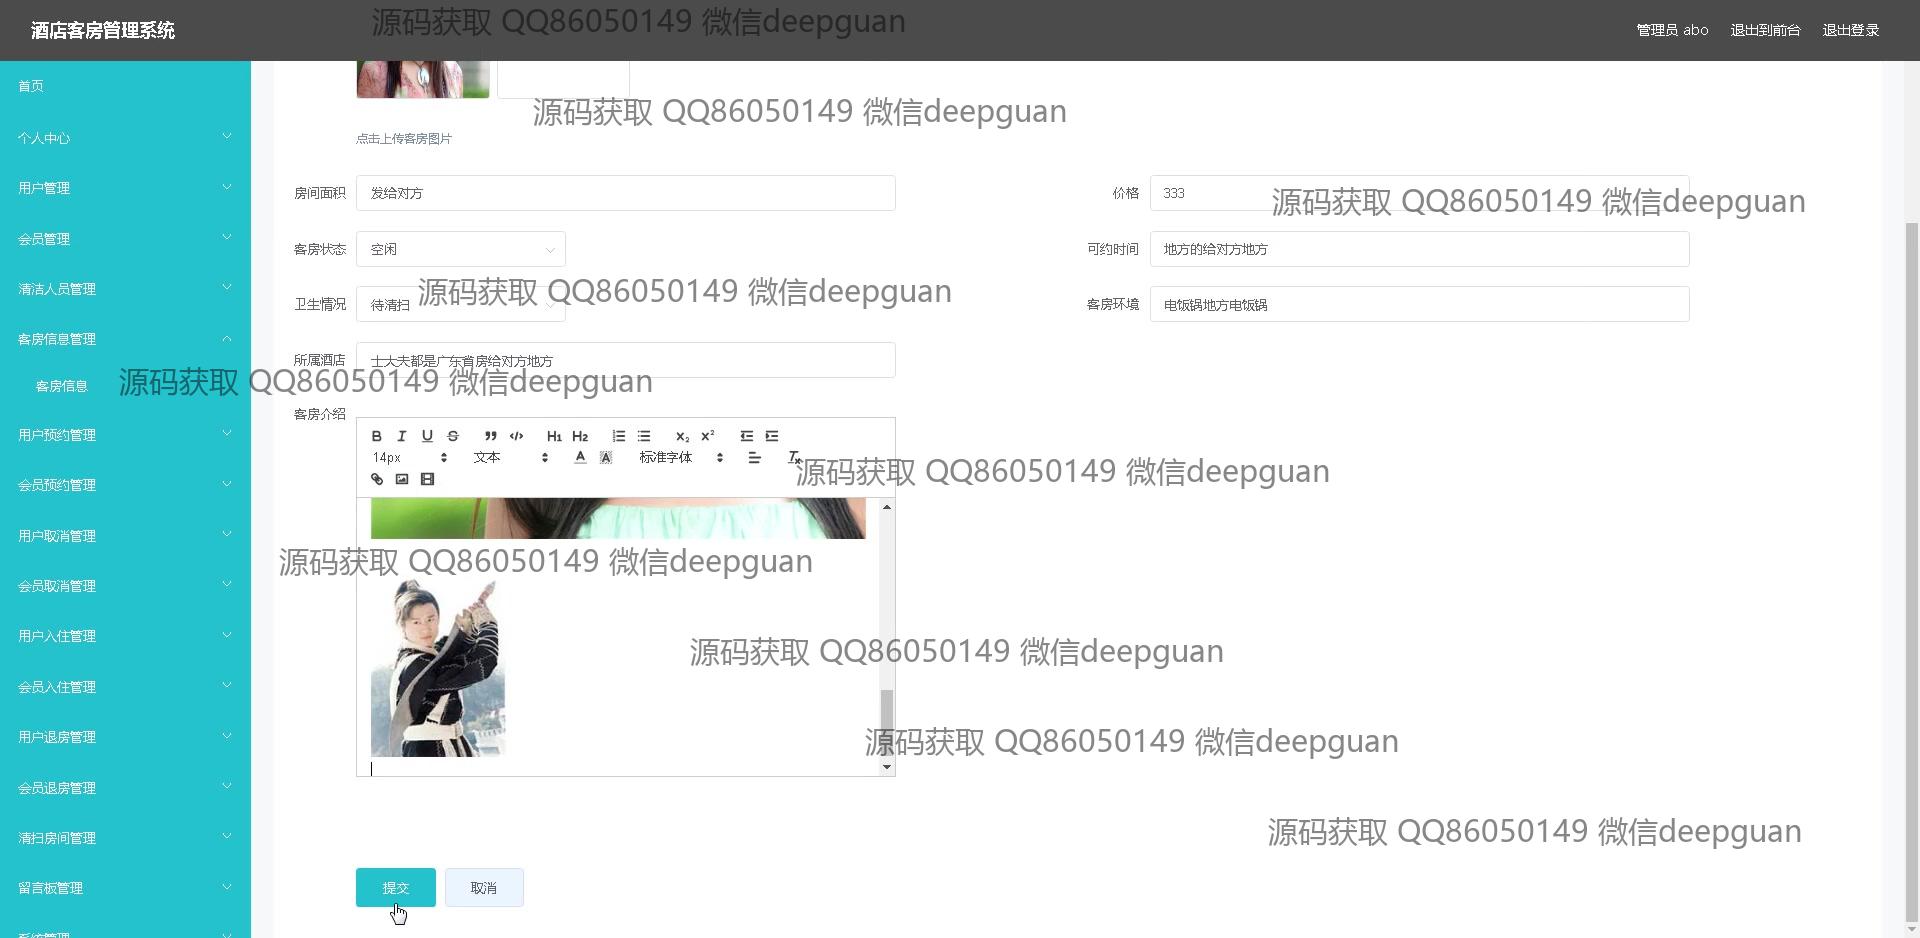 酒店客房管理系统
源码获取 QQ86050149 微信deepguan
管理员 abo 退出到前台 退出登录
首页
源码获取 QQ86050149 微信deepguan
个人中心
点击上传客房图片
用户管理
房间面积 发给对方
价格 333
源码获取 QQ86050149 微信deepguan
会员管理
客房状态 空闲
可约时间 地方的给对方地方
清洁人员管理
源码获取 QQ86050149 微信deepguan
卫生情况 待清扫
客房环境 电饭锅地方电饭锅
客房信息管理
所属酒店 士大夫都是广东省房给对方地方
客房信息
源码获取 QQ86050149 微信deepguan
客房介绍
用户预约管理
B I U S H1 H2 X2 X2
14px 文本 A A 标准字体 Tx
源码获取 QQ86050149 微信deepguan
会员预约管理
用户取消管理
源码获取 QQ86050149 微信deepguan
会员取消管理
用户入住管理
源码获取 QQ86050149 微信deepguan
会员入住管理
用户退房管理
源码获取 QQ86050149 微信deepguan
会员退房管理
清扫房间管理
源码获取 QQ86050149 微信deepguan
留言板管理
提交 取消
系统管理